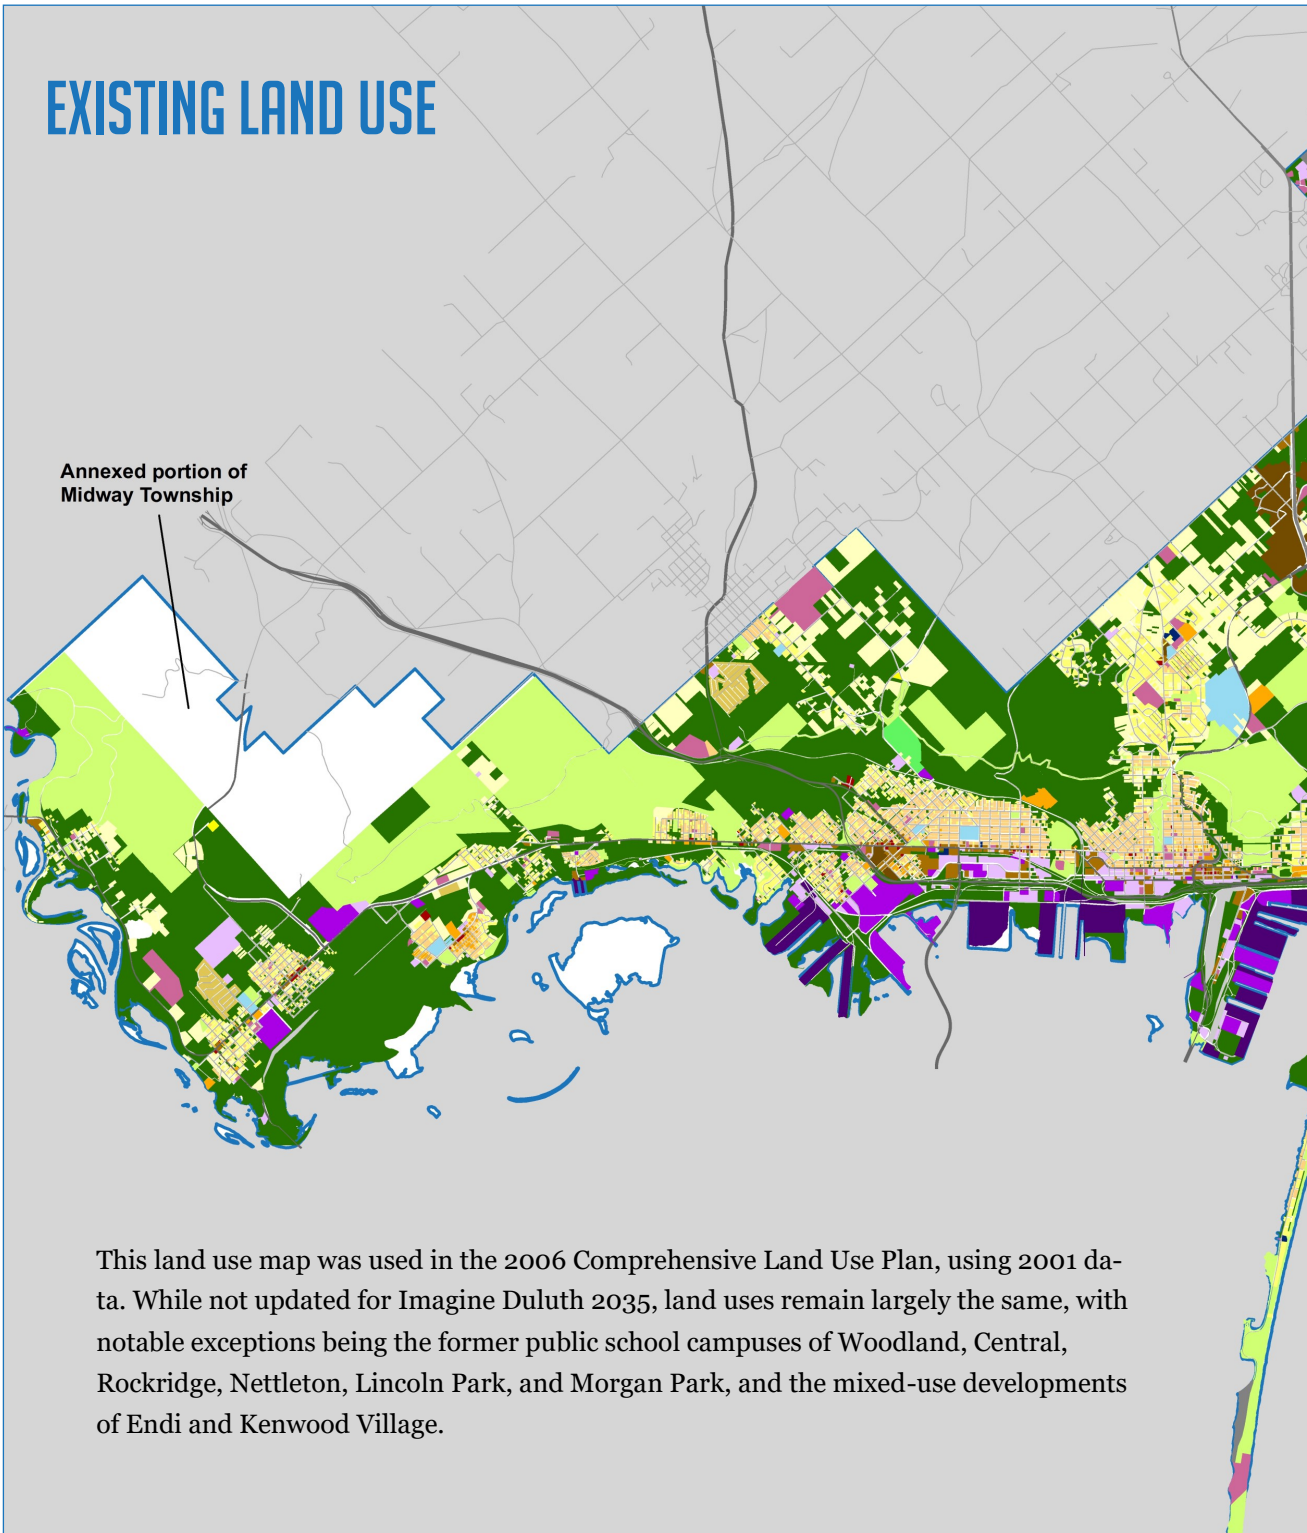 EXISTING LAND USE
Annexed portion of
Midway Township
This land use map was used in the 2006 Comprehensive Land Use Plan, using 2001 da-
ta. While not updated for Imagine Duluth 2035, land uses remain largely the same, with
notable exceptions being the former public school campuses of Woodland, Central,
Rockridge, Nettleton, Lincoln Park, and Morgan Park, and the mixed-use developments
of Endi and Kenwood Village.